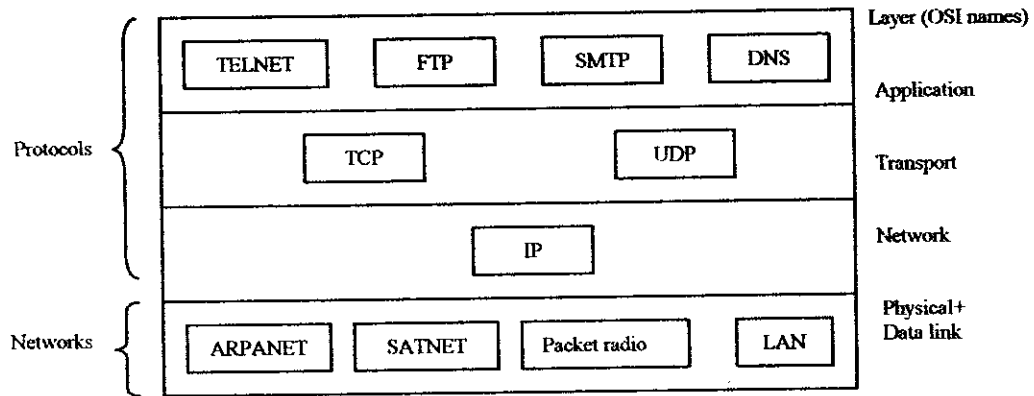 Layer (OSI names)
TELNET FTP SMTP DNS
Application
Protocols
TCP UDP
Transport
IP
Network
Physical+
Data link
Networks
ARPANET SATNET Packet radio LAN